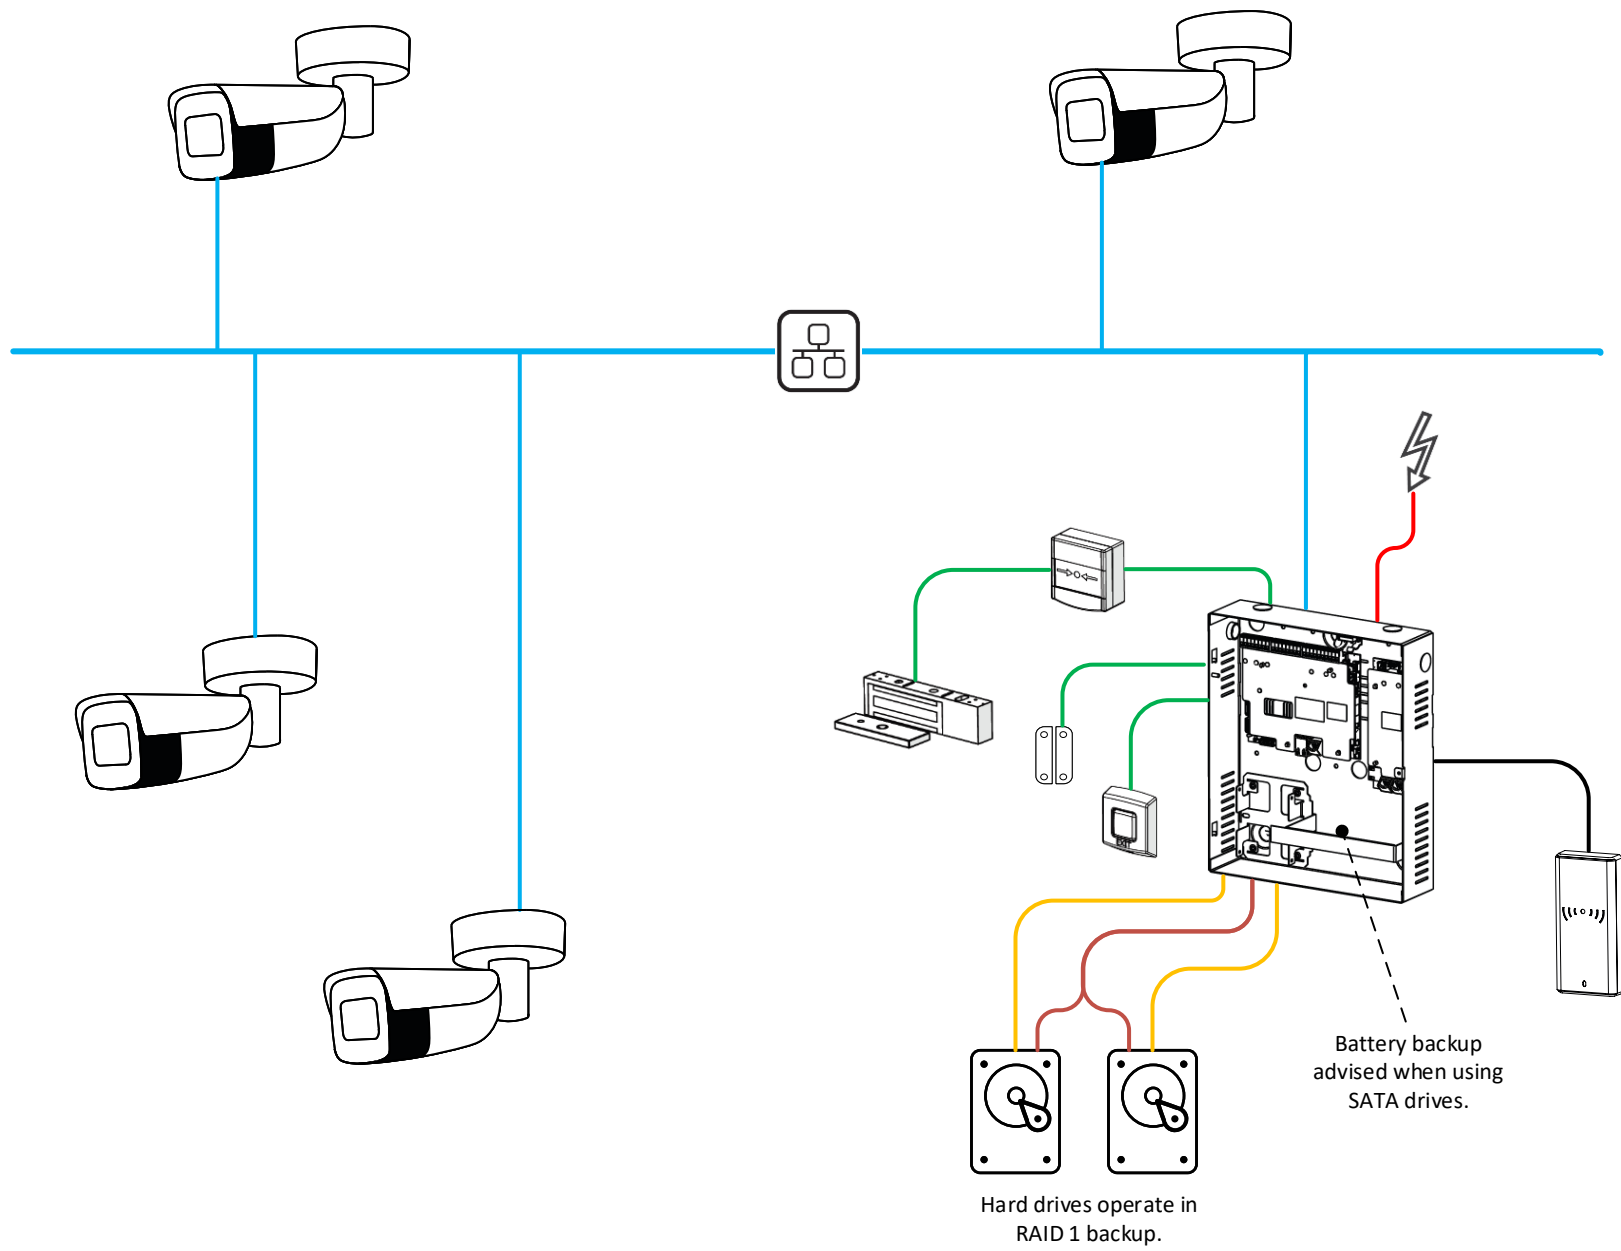 Battery backup
advised when using
SATA drives.
Hard drives operate in
RAID 1 backup.